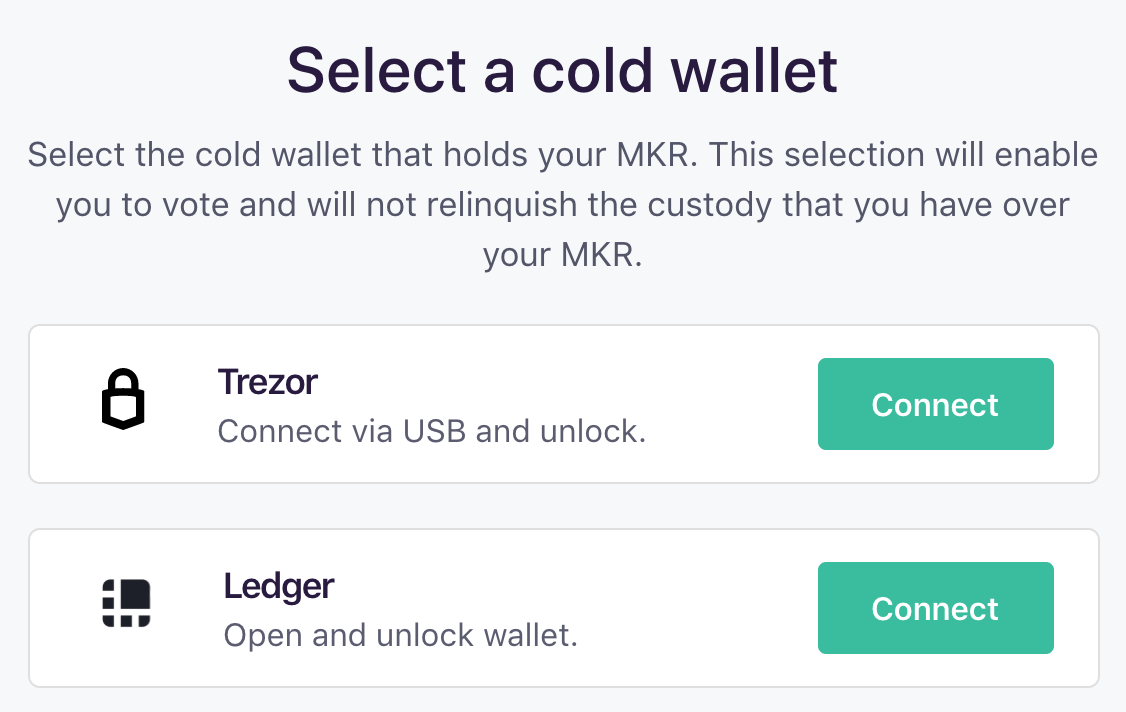 Select a cold wallet
Select the cold wallet that holds your MKR. This selection will enable
you to vote and will not relinquish the custody that you have over
your MKR.
Trezor
Connect via USB and unlock.
Connect
Ledger
Open and unlock wallet.
Connect